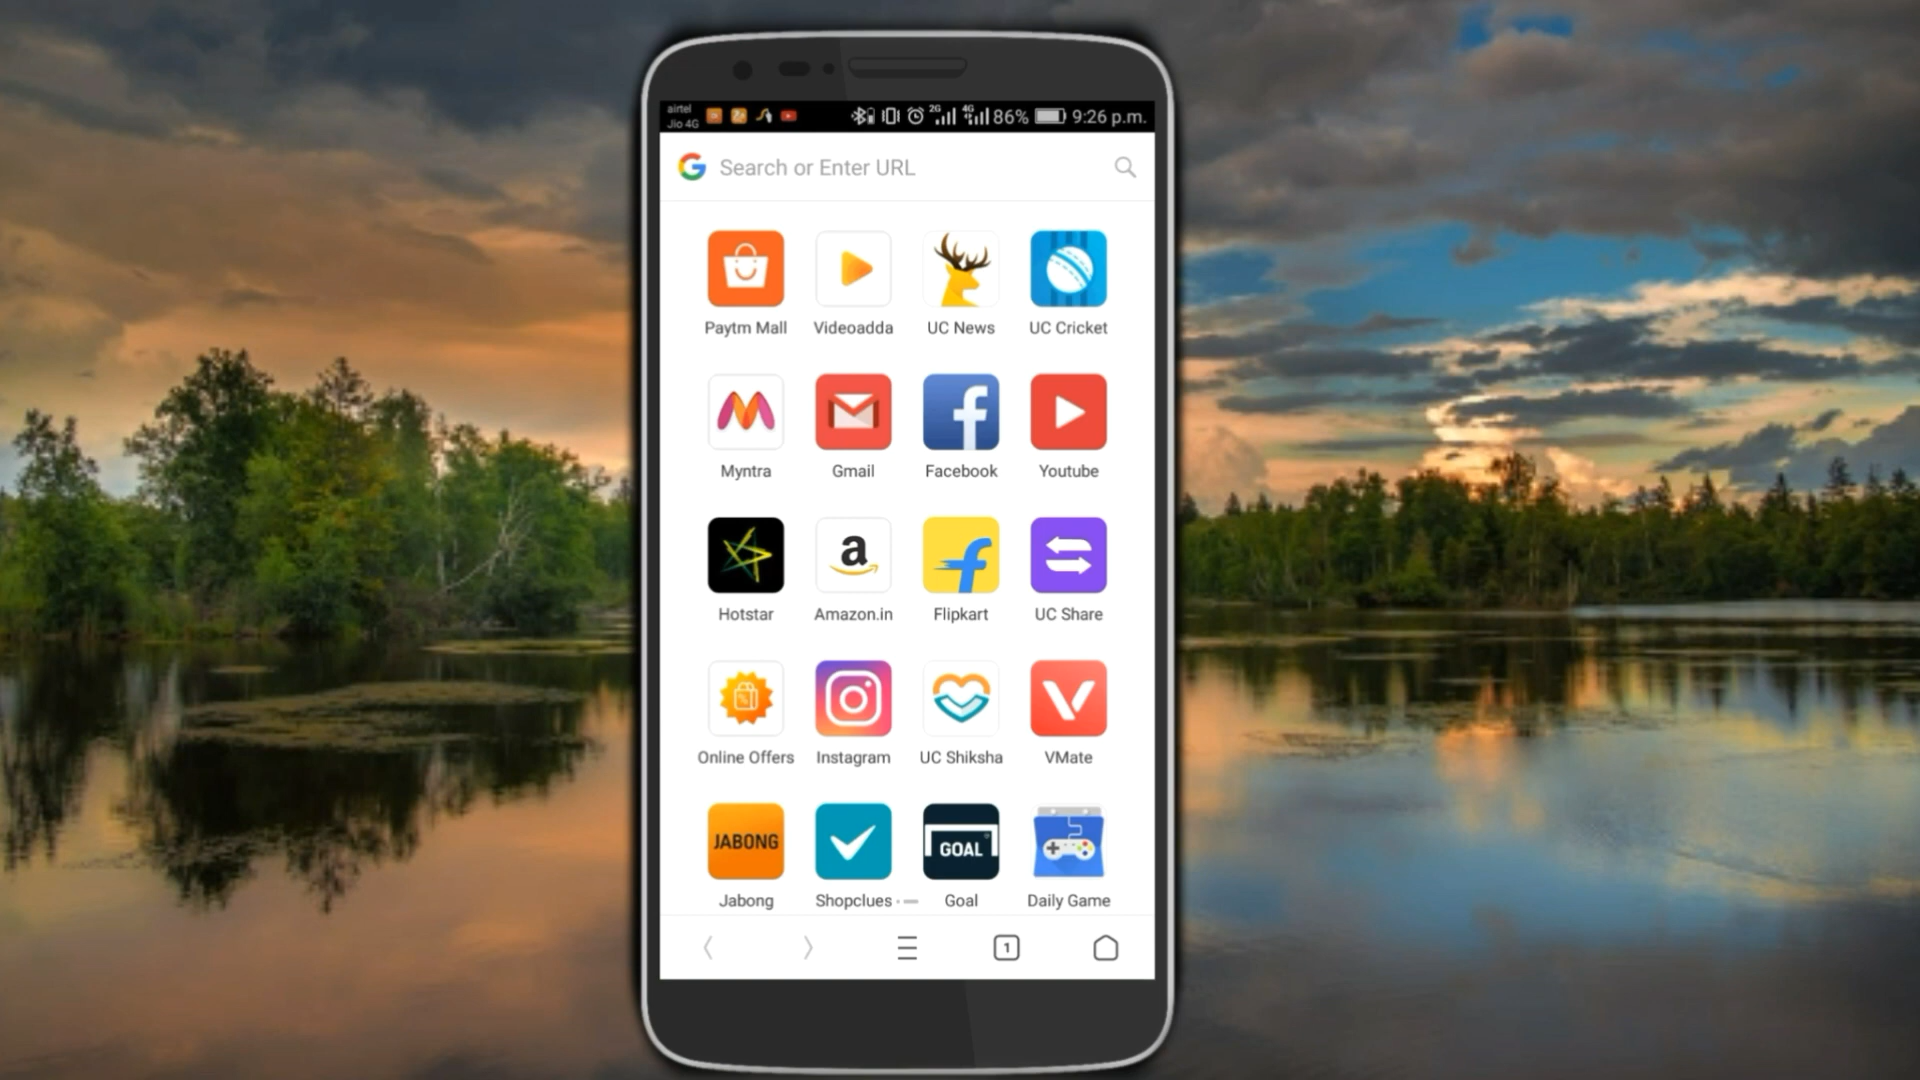 airtel
Jio 4G
2G 4G 86% 9:26 p.m.
Search or Enter URL
Paytm Mall Videoadda UC News UC Cricket
Myntra Gmail Facebook Youtube
a
Hotstar Amazon.in Flipkart UC Share
Online Offers Instagram UC Shiksha VMate
JABONG GOAL
Jabong Shopclues Goal Daily Game
1